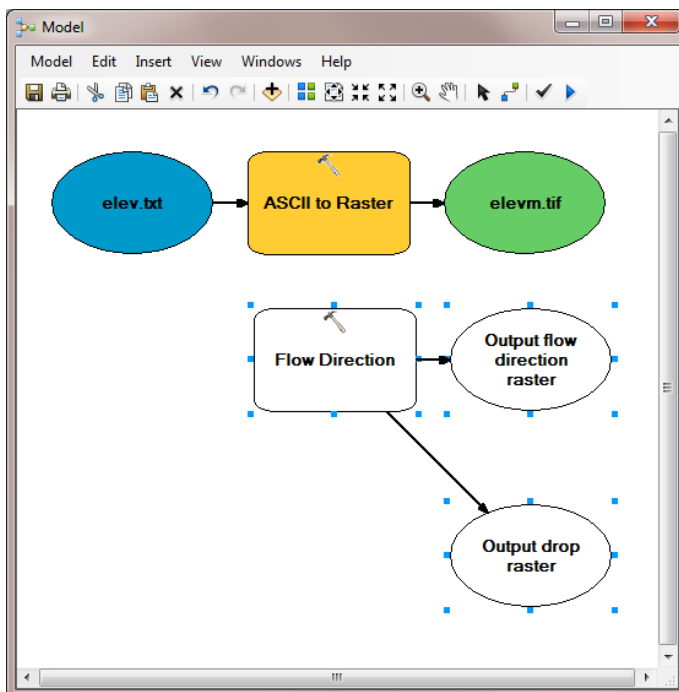 Model
Model Edit Insert View Windows Help
elev.txt
ASCII to Raster
elevm.tif
Flow Direction
Output flow
direction
raster
Output drop
raster